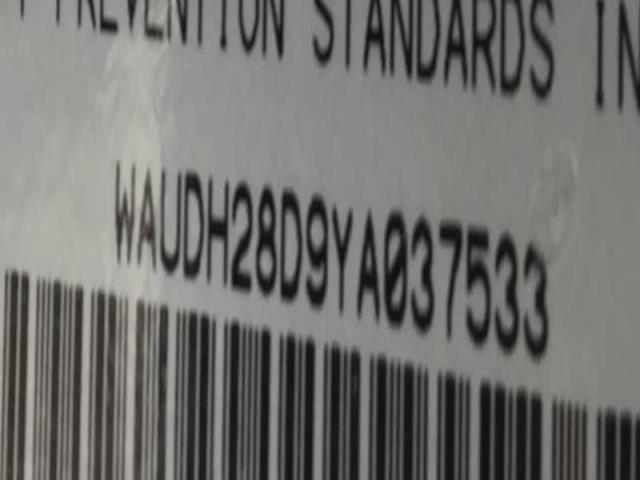 PREVENTION STANDARDS IN
WAUDH28D9YA037533